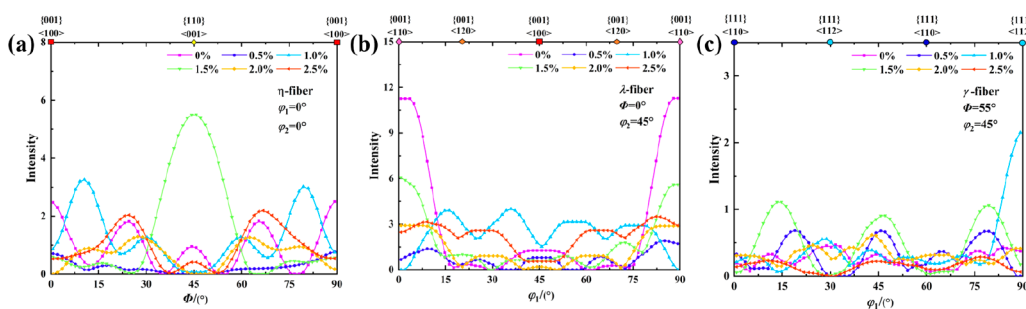 (a)
{001}
<100>
{110}
<001>
{001}
<100>
0% 0.5% 1.0%
1.5% 2.0% 2.5%
η-fiber
φ1=0°
φ2=0°
Intensity
8
6
4
2
0
0 15 30 45 60 75 90
Φ/(°)
(b)
{001} {001} {001} {001} {001}
<110> <120> <100> <120> <110>
0% 0.5% 1.0%
1.5% 2.0% 2.5%
λ-fiber
Φ=0°
φ2=45°
Intensity
15
12
9
6
3
0
0 15 30 45 60 75 90
φ1/(°)
(c)
{111} {111} {111} {111}
<110> <112> <110> <112>
0% 0.5% 1.0%
1.5% 2.0% 2.5%
γ-fiber
Φ=55°
φ2=45°
Intensity
3
2
1
0
0 15 30 45 60 75 90
φ1/(°)